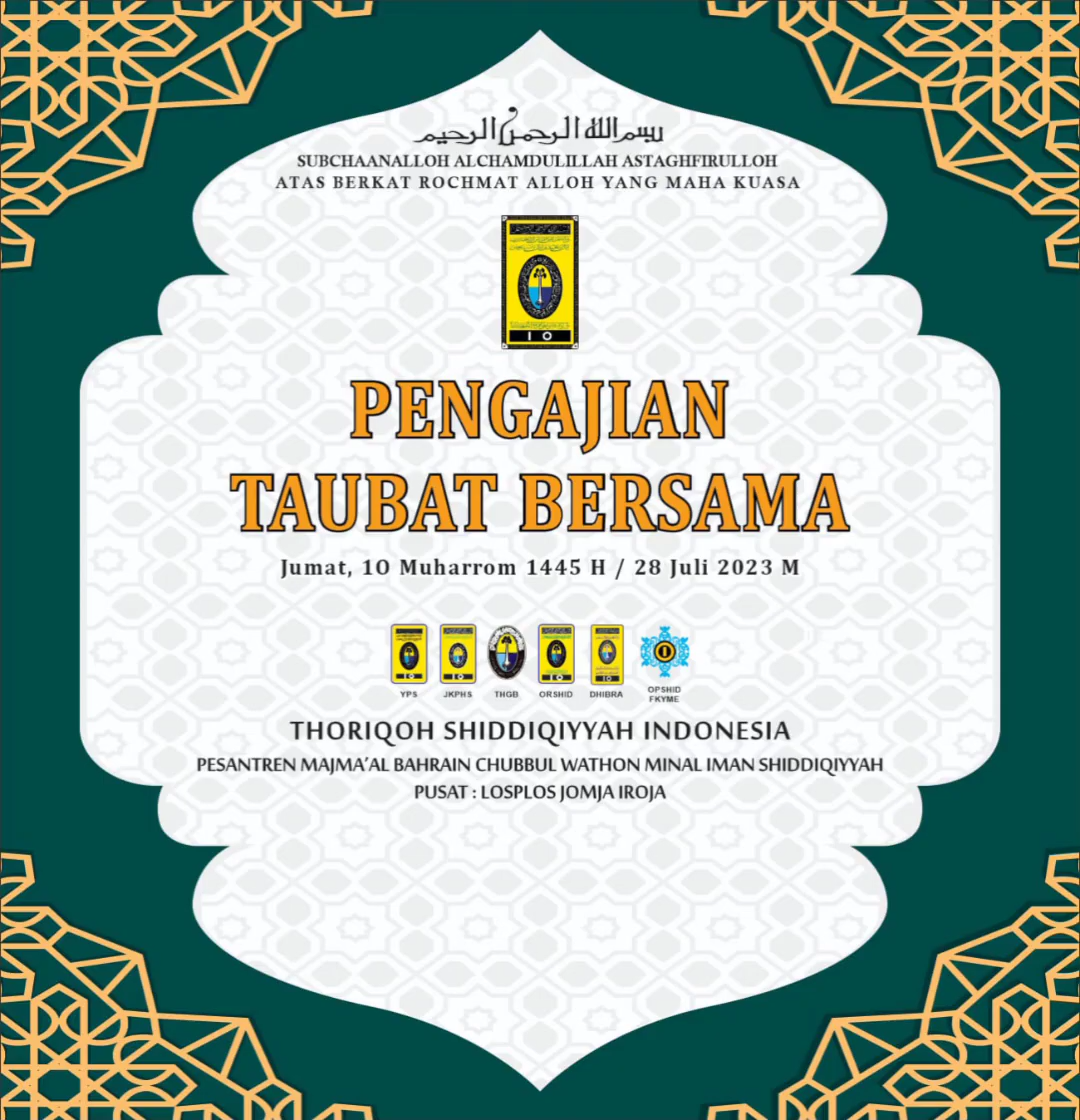 بسم الله الرحمن الرحيم
SUBCHAANALLOH ALCHAMDULILLAH ASTAGHFIRULLOH
ATAS BERKAT ROCHMAT ALLOH YANG MAHA KUASA
I O
PENGAJIAN
TAUBAT BERSAMA
Jumat, 10 Muharrom 1445 H / 28 Juli 2023 M
YPS JKPHS THGB ORSHID DHIBRA OPSHID FKYME
THORIQOH SHIDDIQIYYAH INDONESIA
PESANTREN MAJMA'AL BAHRAIN CHUBBUL WATHON MINAL IMAN SHIDDIQIYYAH
PUSAT : LOSPLOS JOMJA IROJA